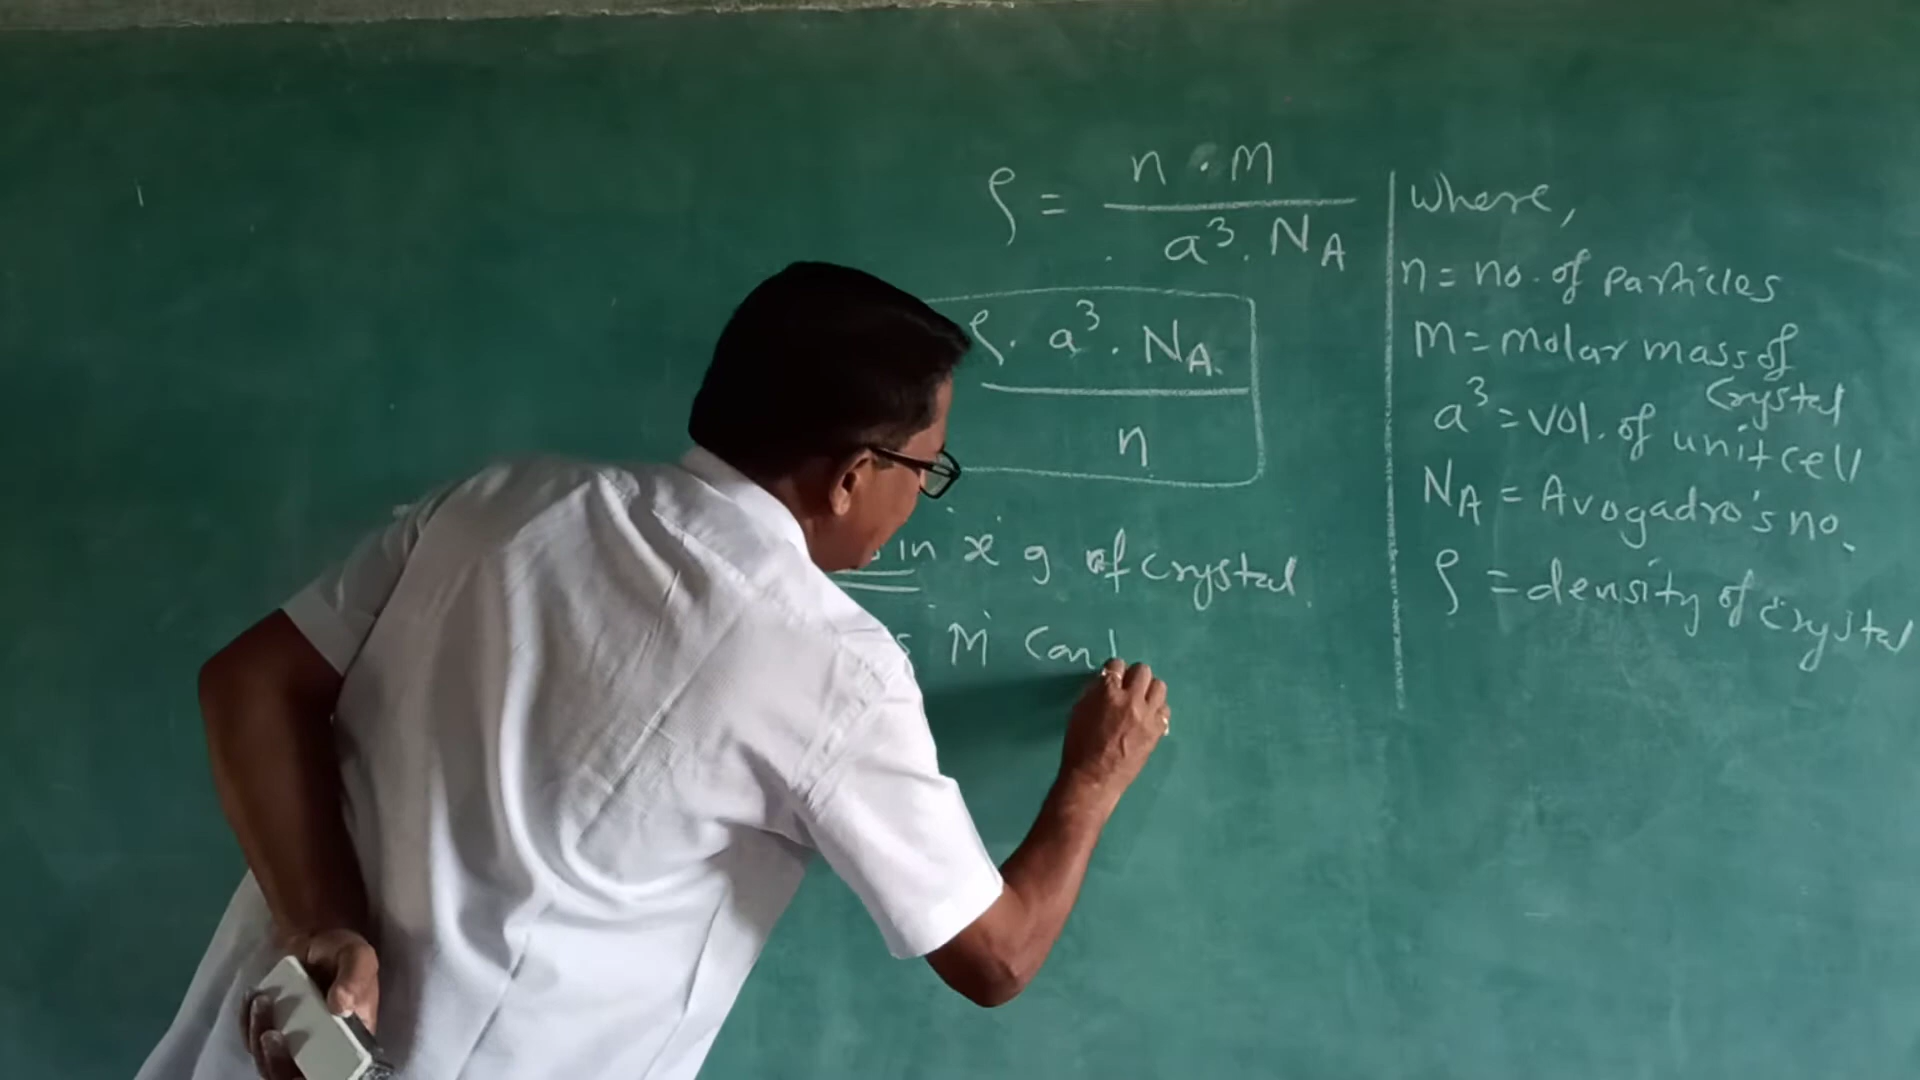 ρ = n . M / a³ . N_A
ρ . a³ . N_A / n
in x g of crystal.
M Con
Where,
n = no. of particles
M = molar mass of
crystal
a³ = vol. of unit cell
N_A = Avogadro's no.
ρ = density of crystal